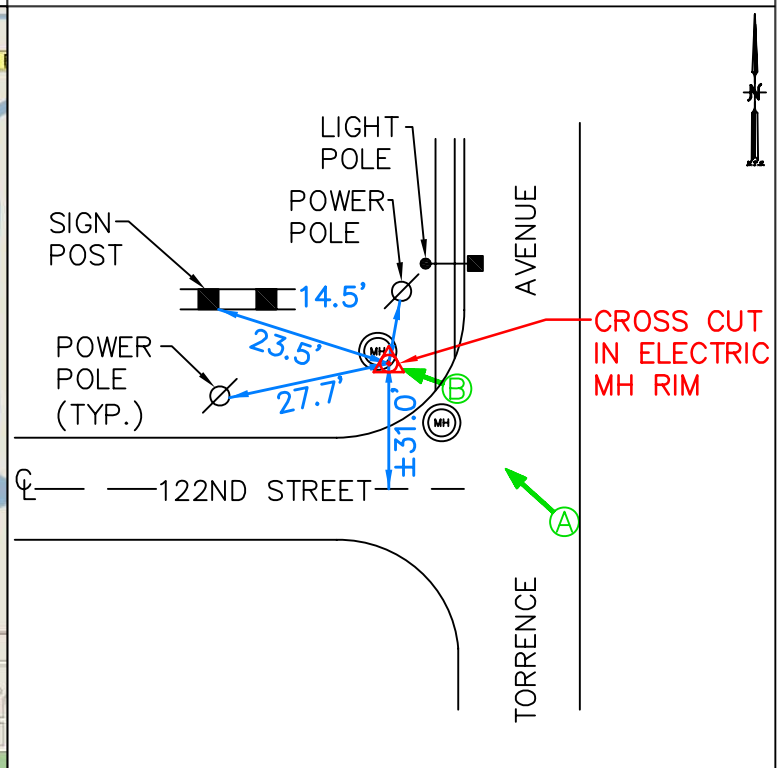 N
LIGHT
POLE
POWER
POLE
AVENUE
SIGN
POST
14.5'
CROSS CUT
IN ELECTRIC
MH RIM
23.5'
MH
POWER
POLE
(TYP.)
27.7'
B
±31.0'
MH
℄
122ND STREET
A
TORRENCE